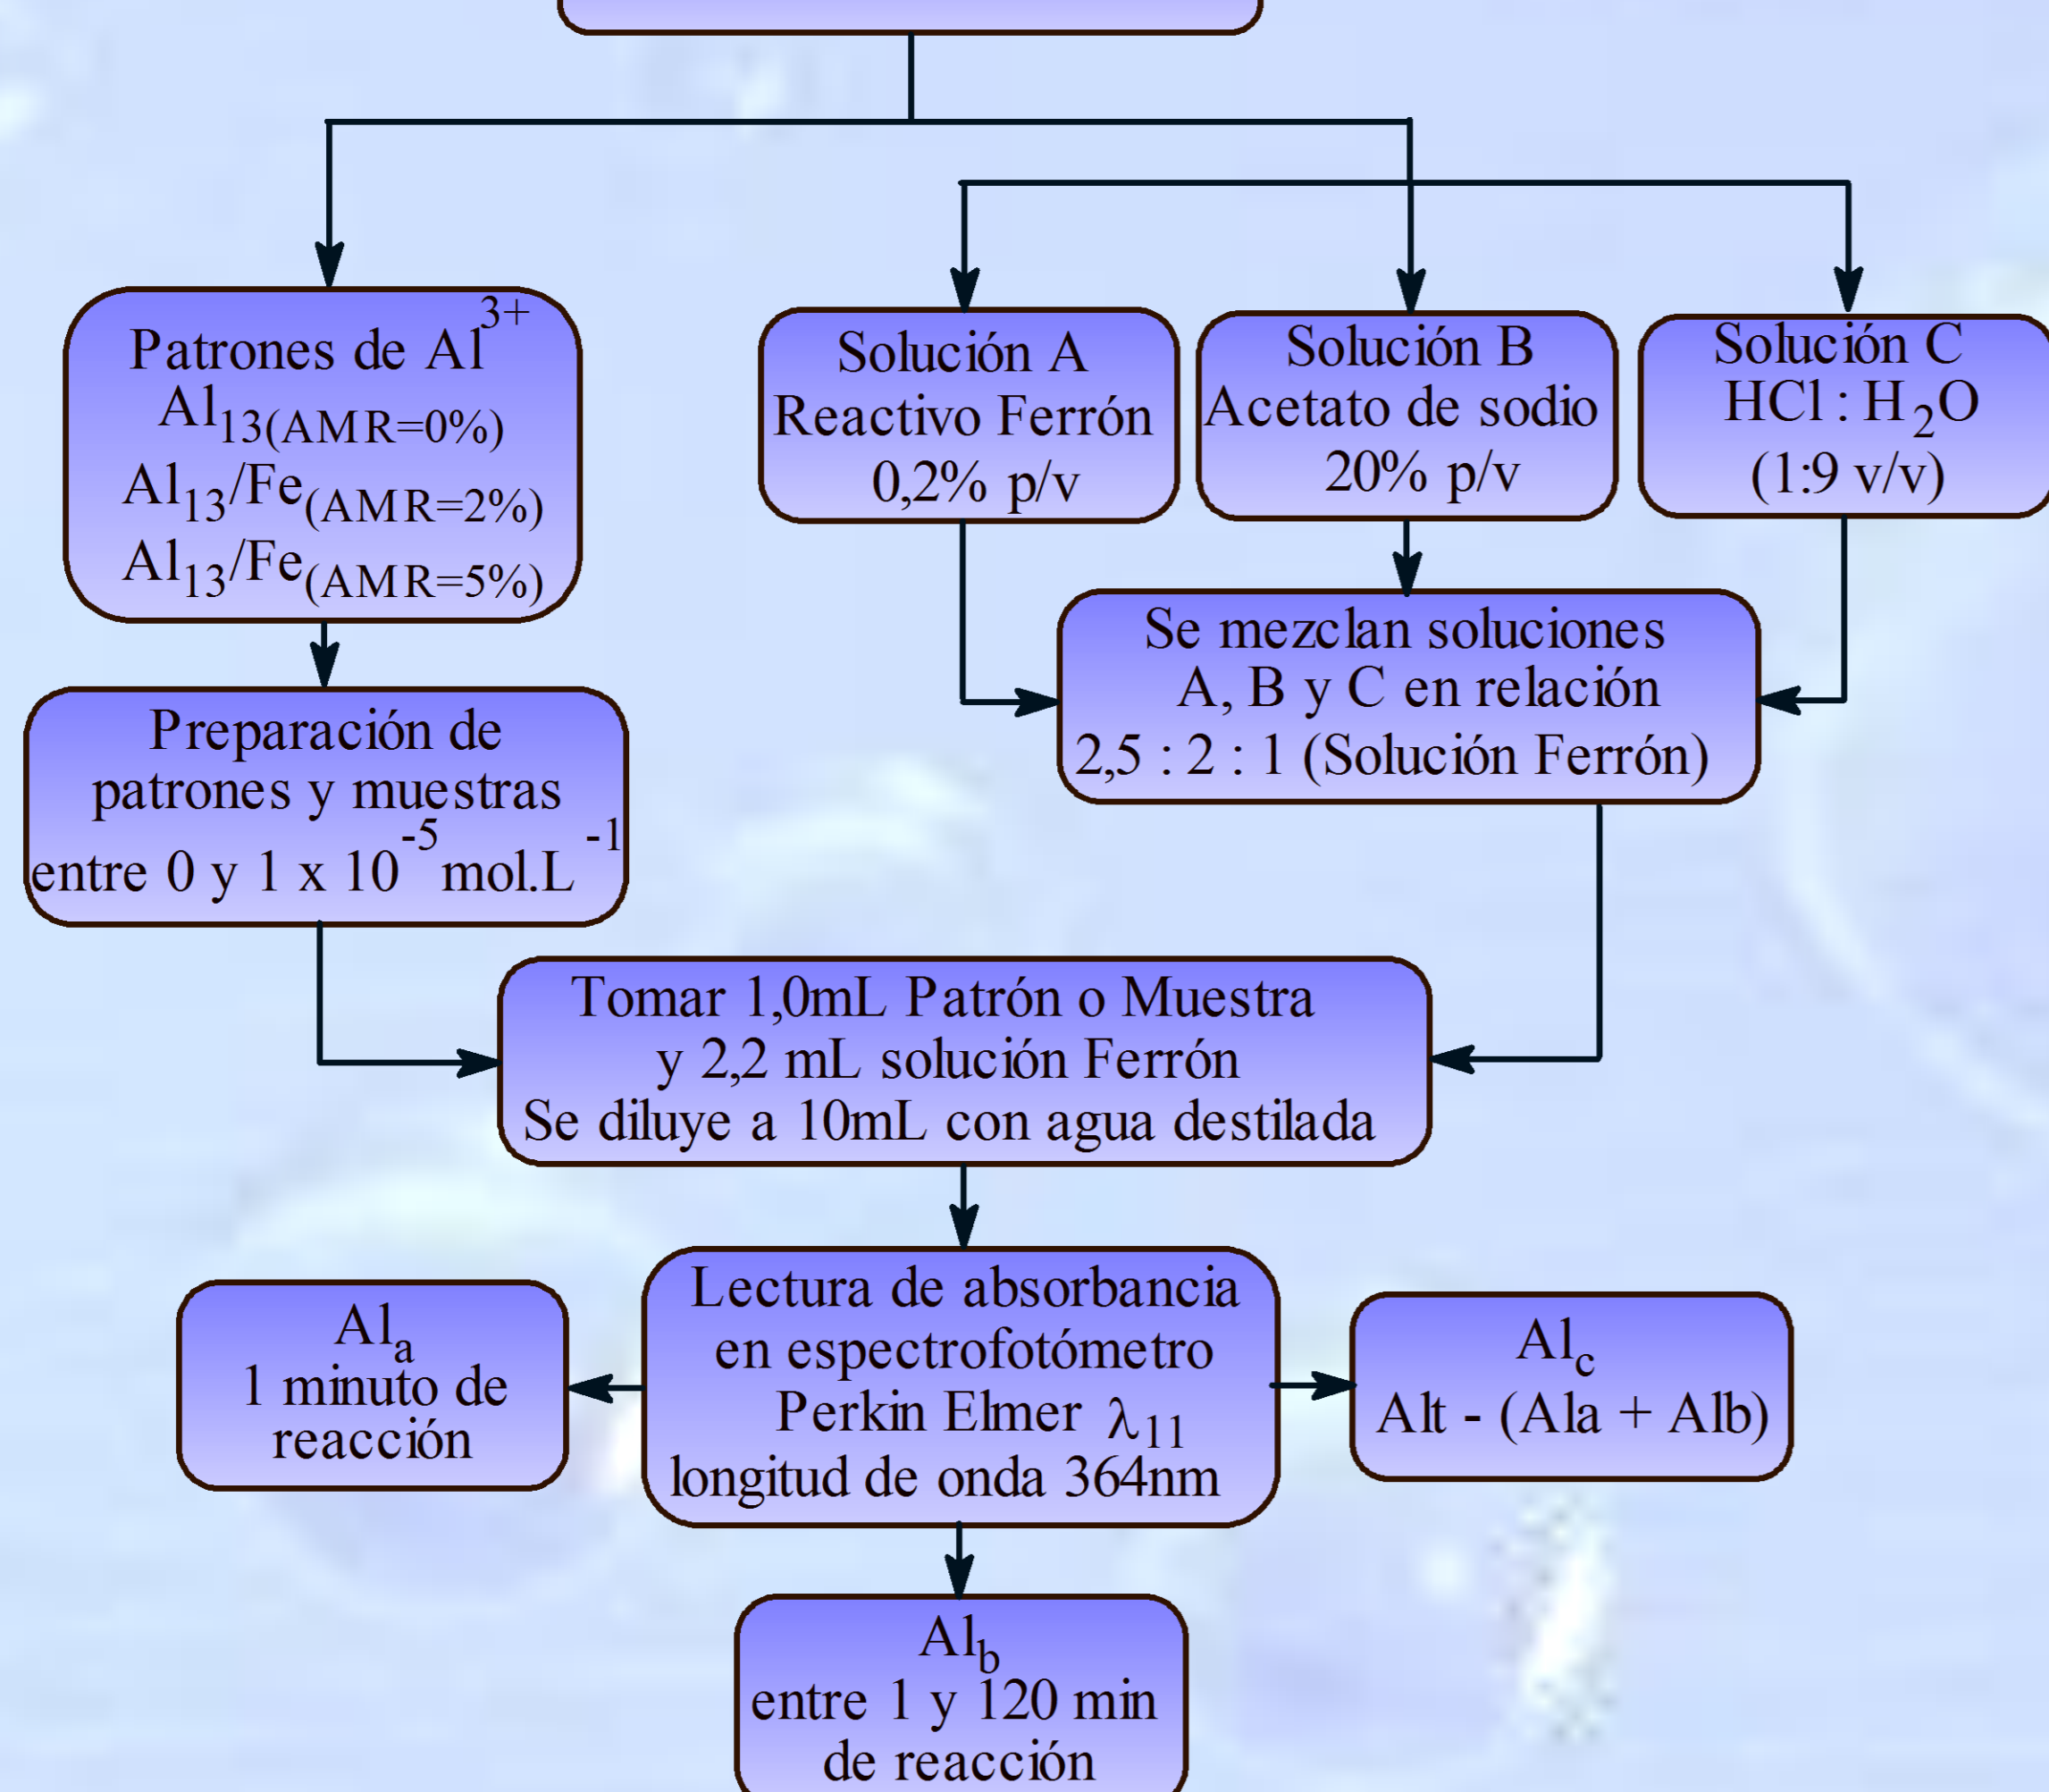 Patrones de Al³⁺
Al₁₃(AMR=0%)
Al₁₃/Fe(AMR=2%)
Al₁₃/Fe(AMR=5%)
Solución A
Reactivo Ferrón
0,2% p/v
Solución B
Acetato de sodio
20% p/v
Solución C
HCl : H₂O
(1:9 v/v)
Se mezclan soluciones
A, B y C en relación
2,5 : 2 : 1 (Solución Ferrón)
Preparación de
patrones y muestras
entre 0 y 1 x 10⁻⁵ mol.L⁻¹
Tomar 1,0mL Patrón o Muestra
y 2,2 mL solución Ferrón
Se diluye a 10mL con agua destilada
Lectura de absorbancia
en espectrofotómetro
Perkin Elmer λ₁₁
longitud de onda 364nm
Alₐ
1 minuto de
reacción
Al_c
Alt - (Ala + Alb)
Al_b
entre 1 y 120 min
de reacción